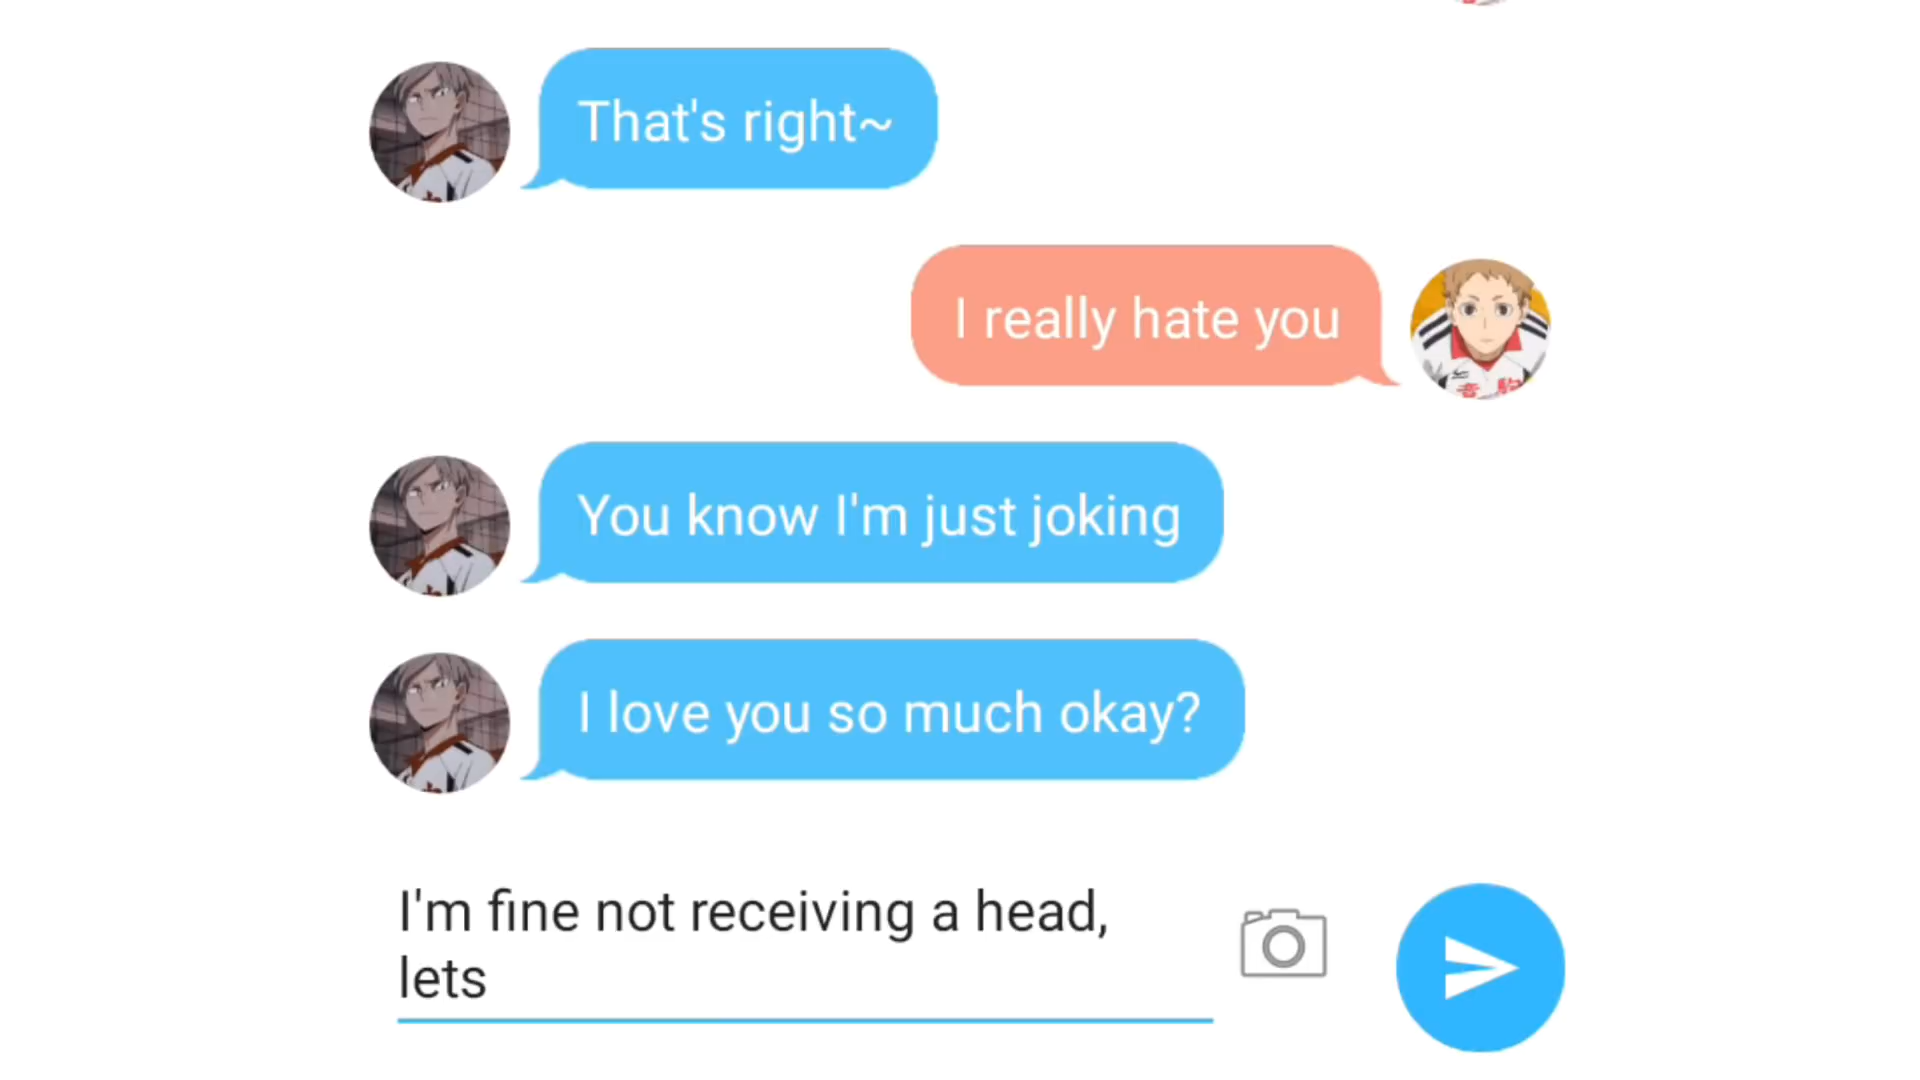 That's right~
I really hate you
You know I'm just joking
I love you so much okay?
I'm fine not receiving a head,
lets